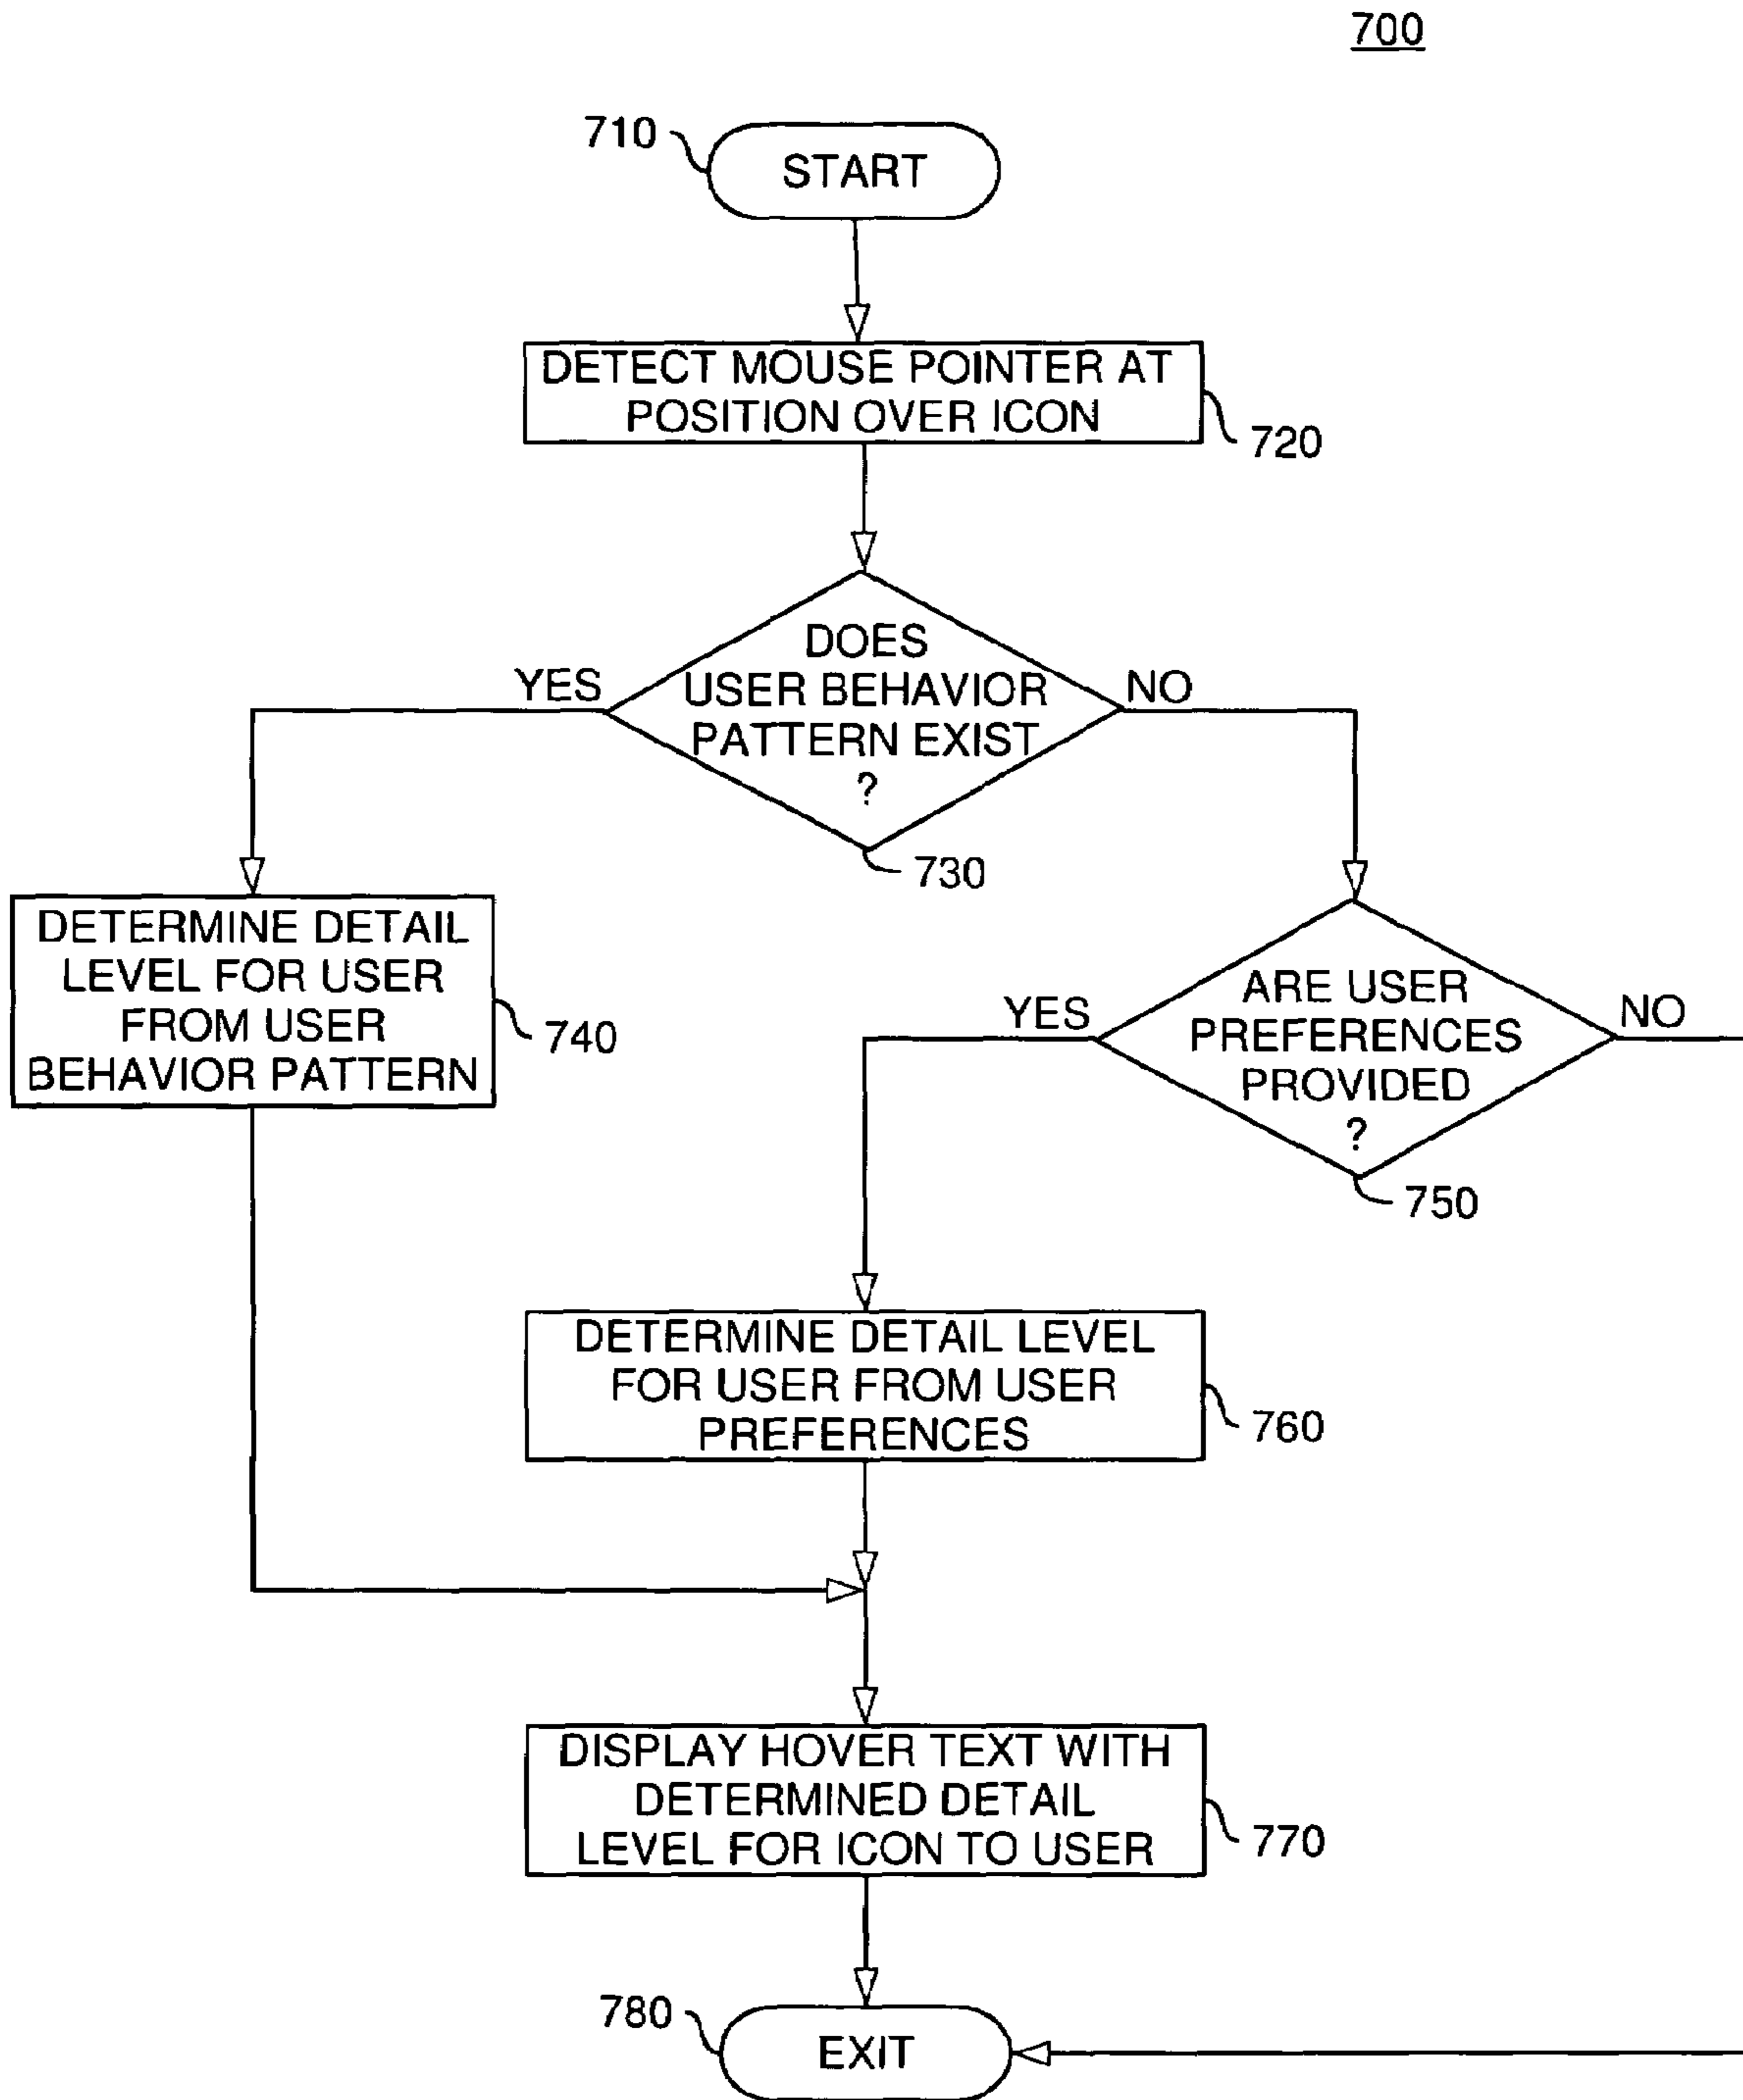 700
710
START
DETECT MOUSE POINTER AT
POSITION OVER ICON
720
DOES
USER BEHAVIOR
PATTERN EXIST
?
YES
NO
730
DETERMINE DETAIL
LEVEL FOR USER
FROM USER
BEHAVIOR PATTERN
740
ARE USER
PREFERENCES
PROVIDED
?
YES
NO
750
DETERMINE DETAIL LEVEL
FOR USER FROM USER
PREFERENCES
760
DISPLAY HOVER TEXT WITH
DETERMINED DETAIL
LEVEL FOR ICON TO USER
770
780
EXIT